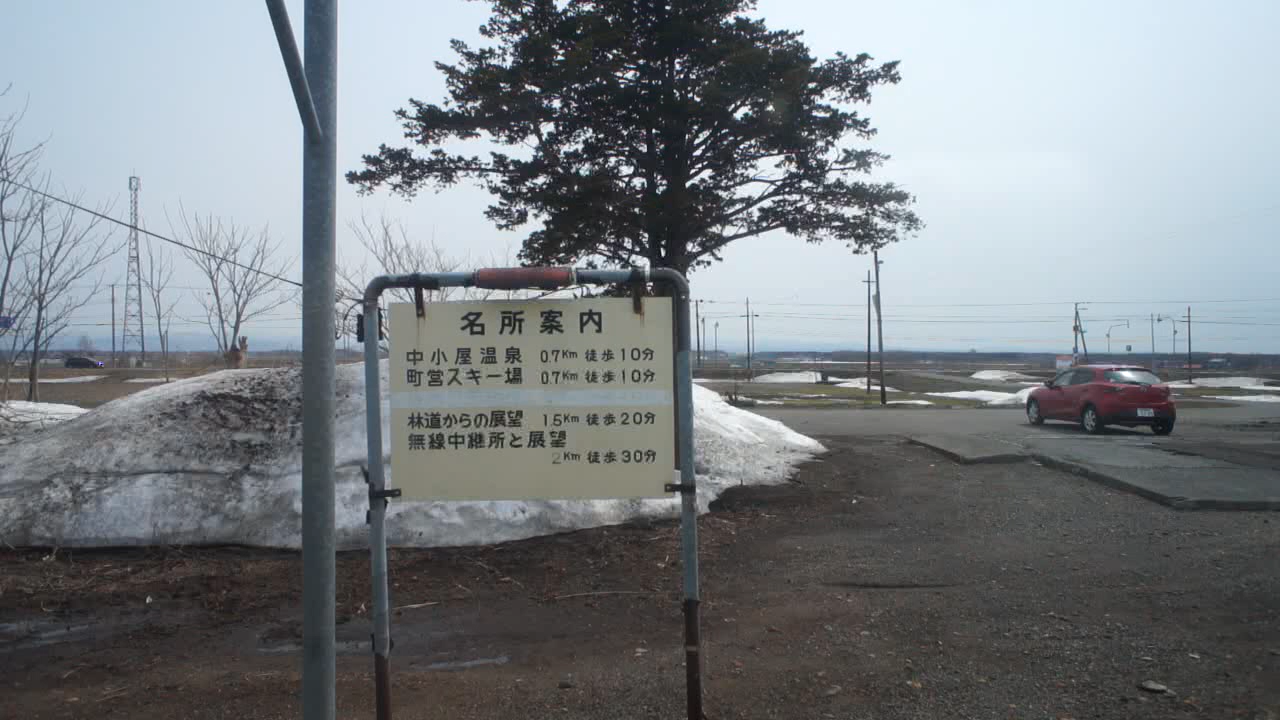 名所案内
中小屋温泉 0.7Km 徒歩10分
町営スキー場 0.7Km 徒歩10分
林道からの展望 1.5Km 徒歩20分
無線中継所と展望
2Km 徒歩30分